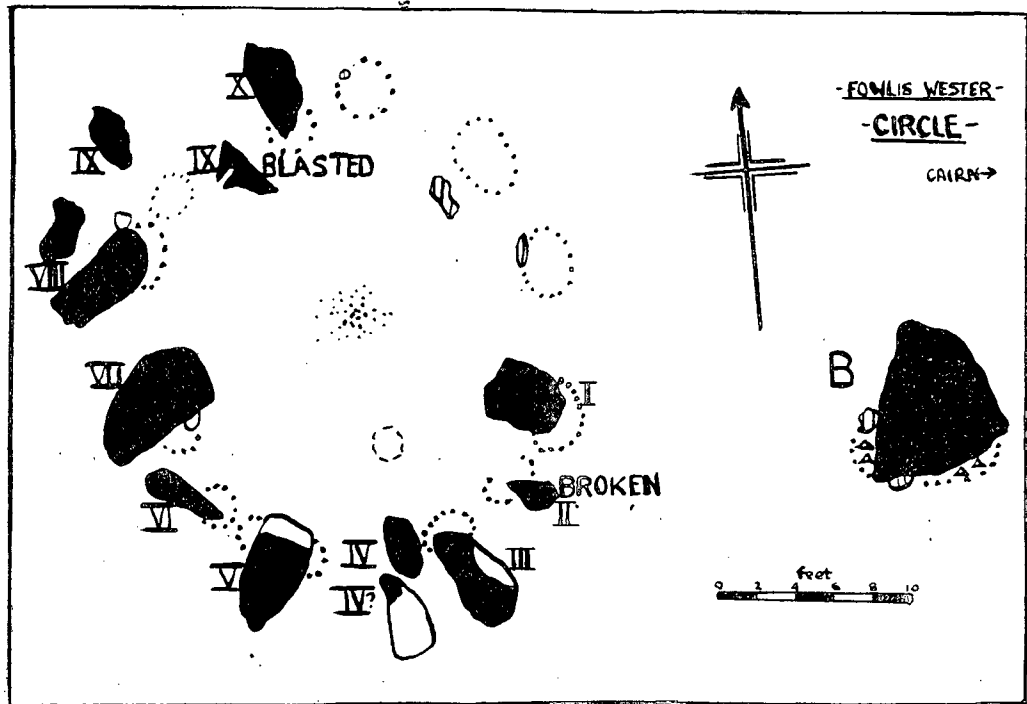 -FOWLIS WESTER-
-CIRCLE-
CAIRN→
X
IX
IX BLASTED
VIII
VII
B
I
BROKEN
II
VI
V
IV
III
IV?
feet
0 2 4 6 8 10